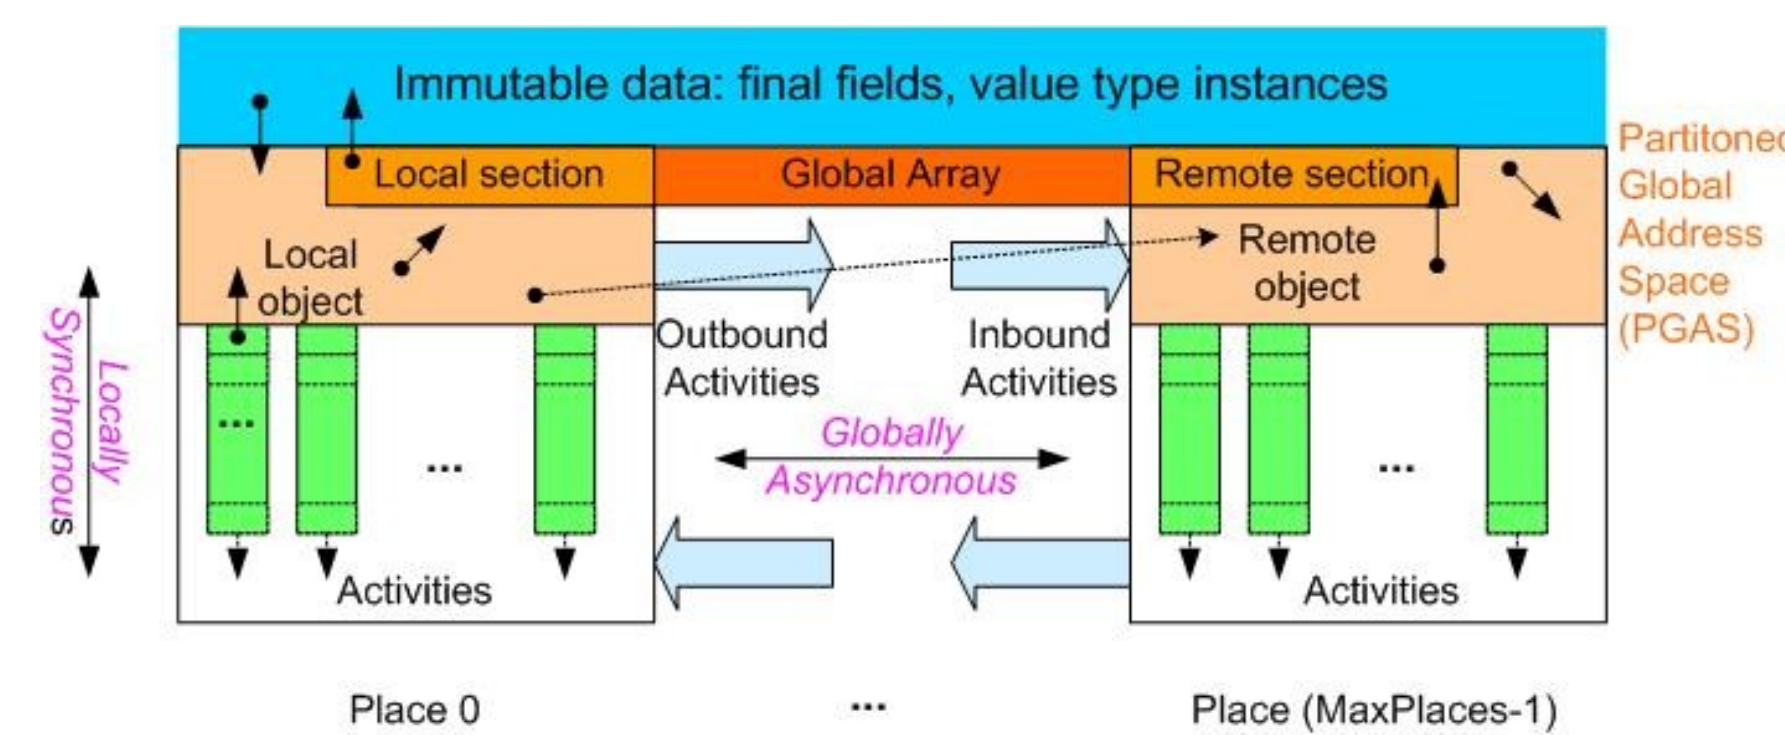 Immutable data: final fields, value type instances
Local section
Global Array
Remote section
Partitoned
Global
Address
Space
(PGAS)
Local
object
Remote
object
Outbound
Activities
Inbound
Activities
Locally
Synchronous
...
...
Globally
Asynchronous
...
Activities
Activities
Place 0
...
Place (MaxPlaces-1)